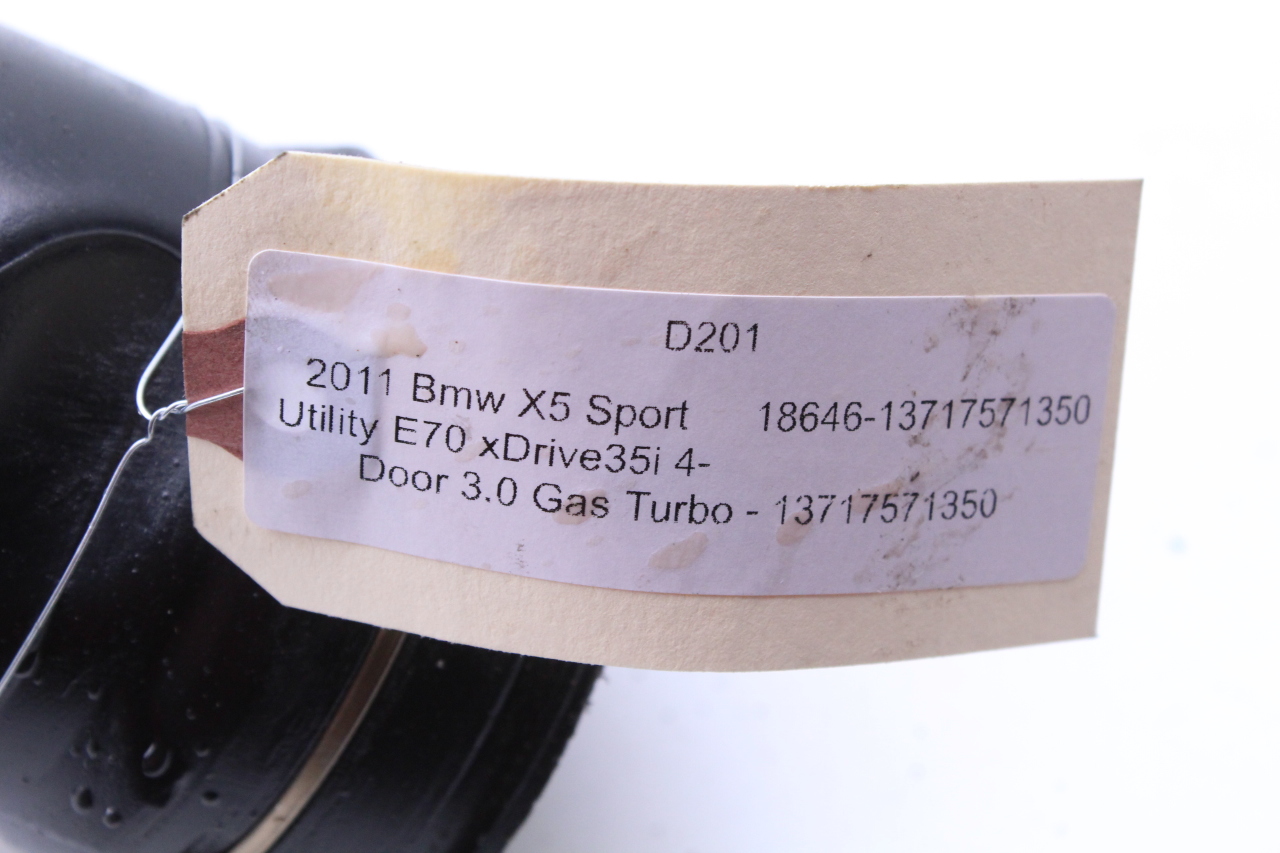 D201
2011 Bmw X5 Sport 18646-13717571350
Utility E70 xDrive35i 4-
Door 3.0 Gas Turbo - 13717571350